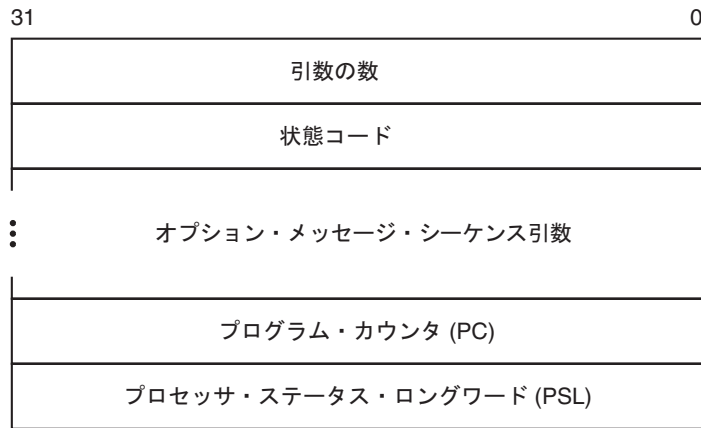 31 0
引数の数
状態コード
オプション・メッセージ・シーケンス引数
プログラム・カウンタ (PC)
プロセッサ・ステータス・ロングワード (PSL)